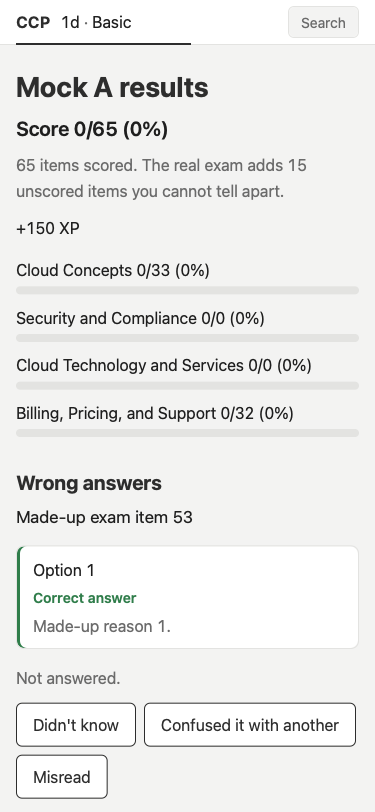 CCP 1d · Basic Search
Mock A results
Score 0/65 (0%)
65 items scored. The real exam adds 15
unscored items you cannot tell apart.
+150 XP
Cloud Concepts 0/33 (0%)
Security and Compliance 0/0 (0%)
Cloud Technology and Services 0/0 (0%)
Billing, Pricing, and Support 0/32 (0%)
Wrong answers
Made-up exam item 53
Option 1
Correct answer
Made-up reason 1.
Not answered.
Didn't know Confused it with another
Misread